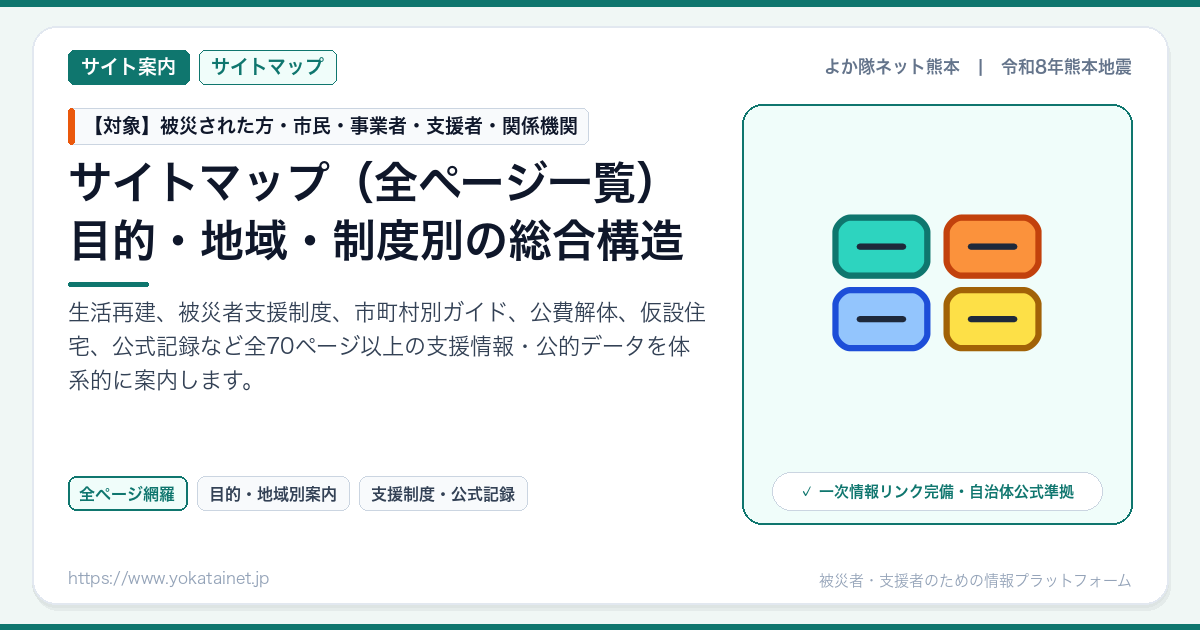 サイト案内
サイトマップ
よか隊ネット熊本 | 令和8年熊本地震
【対象】被災された方・市民・事業者・支援者・関係機関
サイトマップ（全ページ一覧）
目的・地域・制度別の総合構造
生活再建、被災者支援制度、市町村別ガイド、公費解体、仮設住
宅、公式記録など全70ページ以上の支援情報・公的データを体
系的に案内します。
全ページ網羅
目的・地域別案内
支援制度・公式記録
✓ 一次情報リンク完備・自治体公式準拠
https://www.yokatainet.jp
被災者・支援者のための情報プラットフォーム